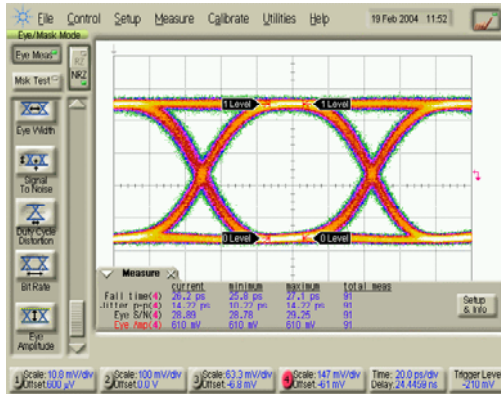 File Control Setup Measure Calibrate Utilities Help 19 Feb 2004 11:52
Eye/Mask
Mode
Eye Meas
NRZ
Msk Test
Eye Width
Signal
To Noise
Duty Cycle
Distortion
Bit Rate
Eye
Amplitude
1 Level 1 Level
0 Level 0 Level
Measure
current minimum maximum total meas
Fall time(4) 26.2 ps 25.8 ps 27.1 ps 91
Jitter p-p(4) 14.22 ps 10.22 ps 14.22 ps 91
Eye S/N(4) 28.89 28.78 29.25 91
Eye Amp(4) 610 mV 610 mV 610 mV 91
Setup
& Info
1 Scale: 10.0 mV/div 2 Scale: 100 mV/div 3 Scale: 63.3 mV/div 4 Scale: 147 mV/div Time: 20.0 ps/div Trigger Level
Offset: 600 µV Offset: 0.0 V Offset: -6.8 mV Offset: -61 mV Delay: 24.4459 ns -210 mV